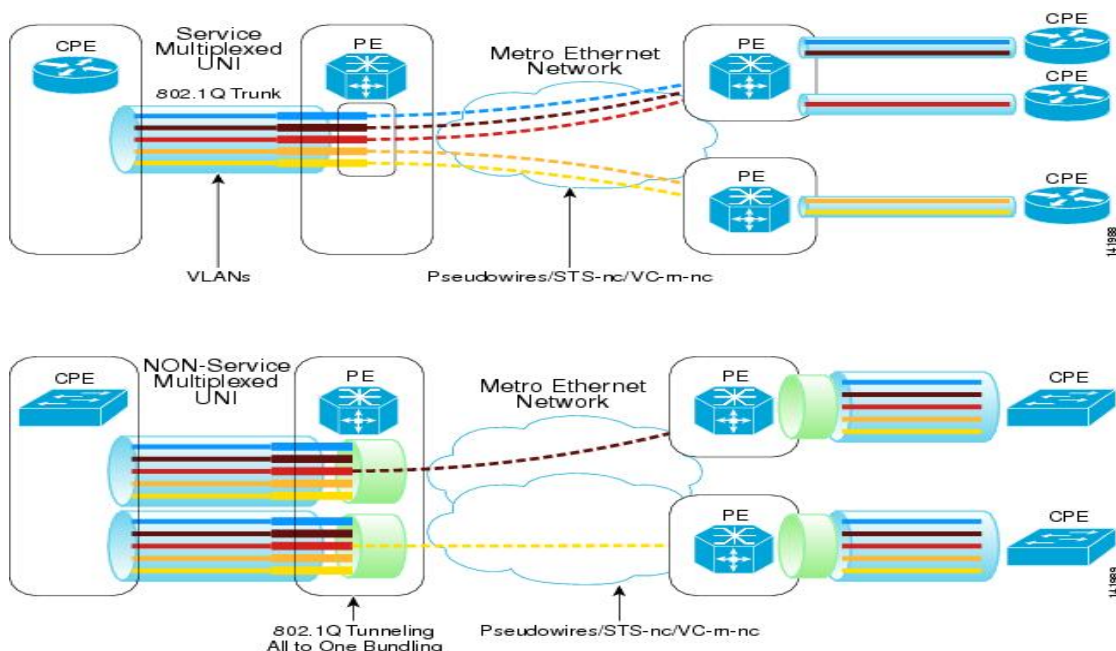 CPE
Service
Multiplexed
UNI
PE
802.1Q Trunk
Metro Ethernet
Network
PE
CPE
CPE
PE
CPE
VLANs
Pseudowires/STS-nc/VC-m-nc
141988
CPE
NON-Service
Multiplexed
UNI
PE
Metro Ethernet
Network
PE
CPE
PE
CPE
802.1Q Tunneling
All to One Bundling
Pseudowires/STS-nc/VC-m-nc
141989